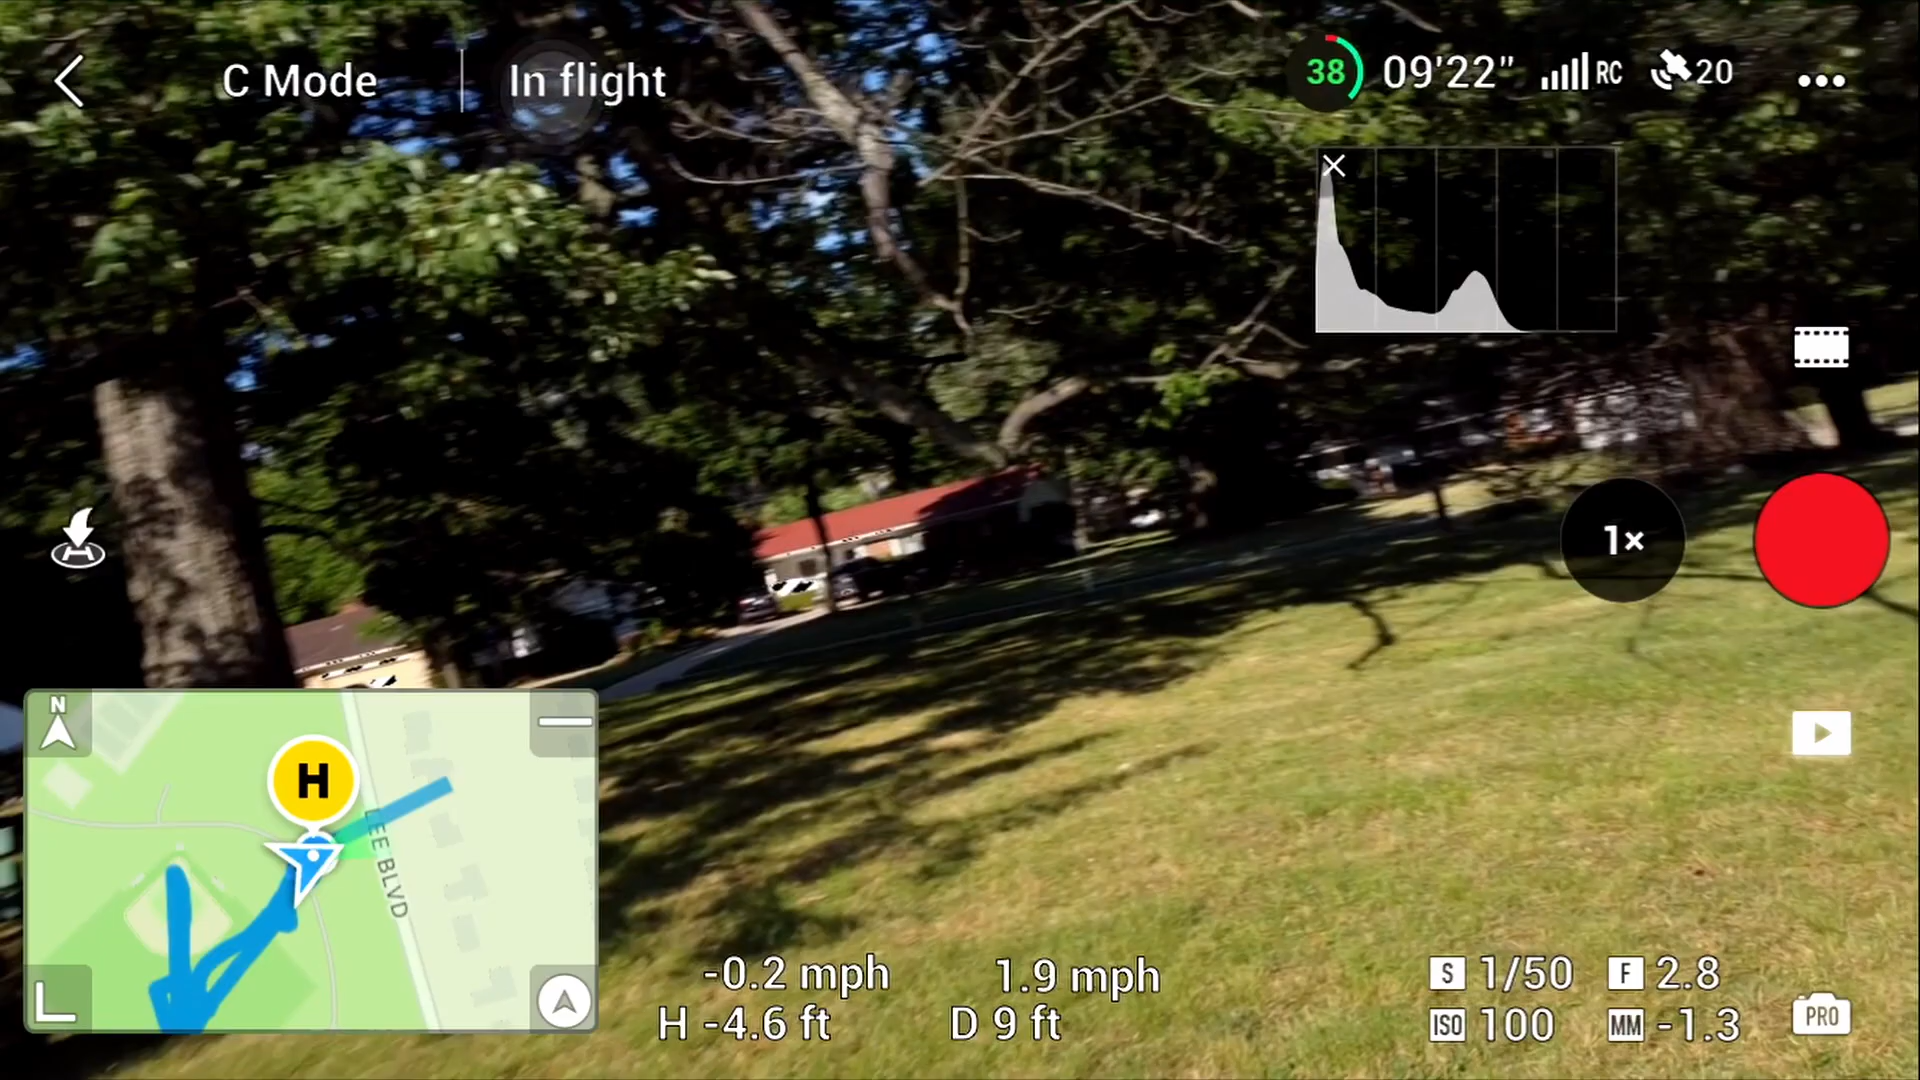 C Mode
In flight
38
09'22"
RC
20
1×
N
H
LEE BLVD
-0.2 mph
1.9 mph
H -4.6 ft
D 9 ft
S 1/50
F 2.8
ISO 100
MM -1.3
PRO